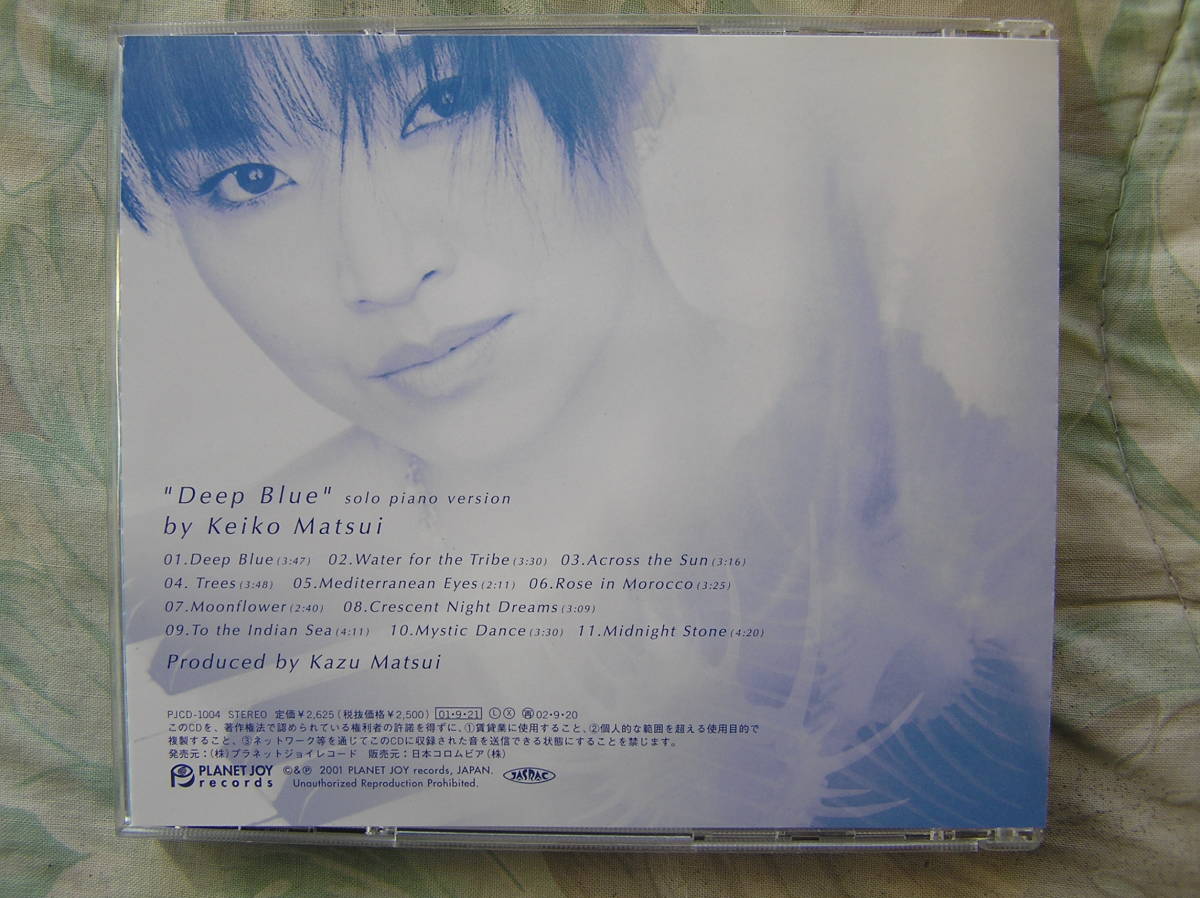 "Deep Blue" solo piano version
by Keiko Matsui
01.Deep Blue(3:47) 02.Water for the Tribe(3:30) 03.Across the Sun(3:16)
04. Trees(3:48) 05.Mediterranean Eyes(2:11) 06.Rose in Morocco(3:25)
07.Moonflower(2:40) 08.Crescent Night Dreams(3:09)
09.To the Indian Sea(4:11) 10.Mystic Dance(3:30) 11.Midnight Stone(4:20)
Produced by Kazu Matsui
PJCD-1004 STEREO 定価¥2,625(税抜価格¥2,500) 01・9・21 Ⓛ Ⓧ 再 02・9・20
このCDを、著作権法で認められている権利者の許諾を得ずに、①賃貸業に使用すること、②個人的な範囲を超える使用目的で
複製すること、③ネットワーク等を通じてこのCDに収録された音を送信できる状態にすることを禁じます。
発売元:(株)プラネットジョイレコード 販売元:日本コロムビア(株)
PLANET JOY records ©&℗ 2001 PLANET JOY records, JAPAN. JASRAC
Unauthorized Reproduction Prohibited.